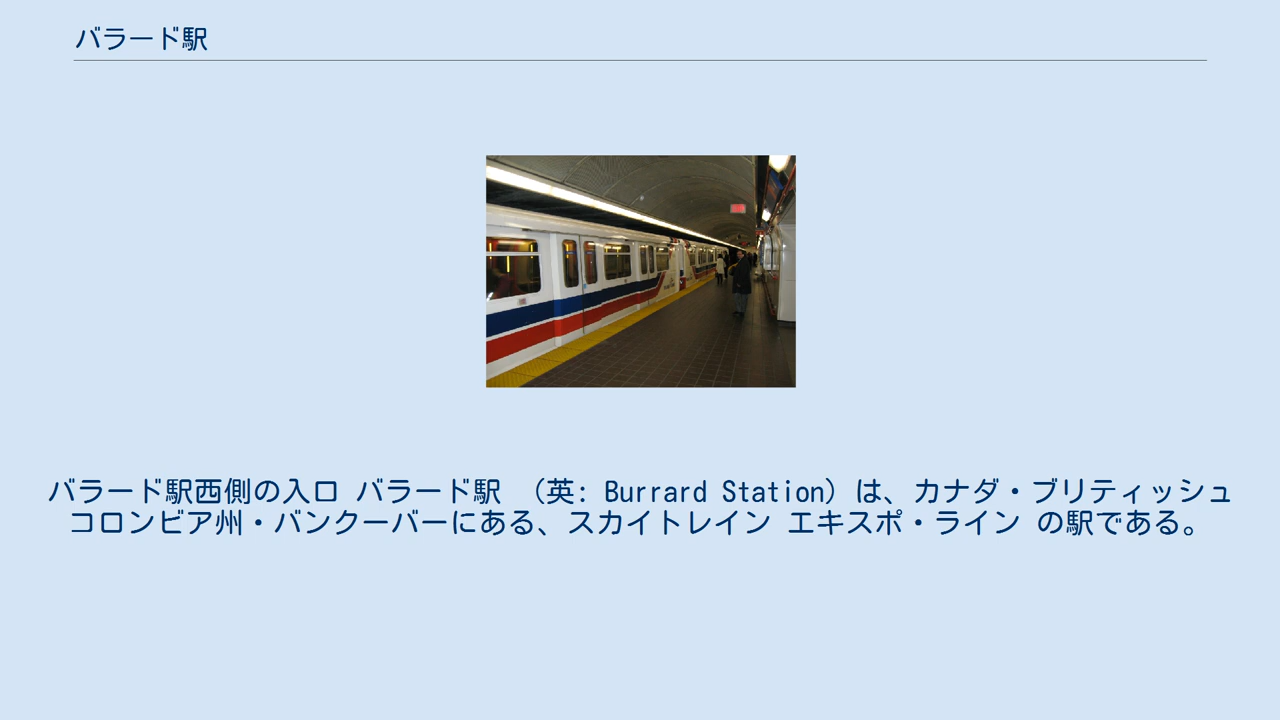 バラード駅
バラード駅西側の入口 バラード駅 （英: Burrard Station）は、カナダ・ブリティッシュ
コロンビア州・バンクーバーにある、スカイトレイン エキスポ・ライン の駅である。